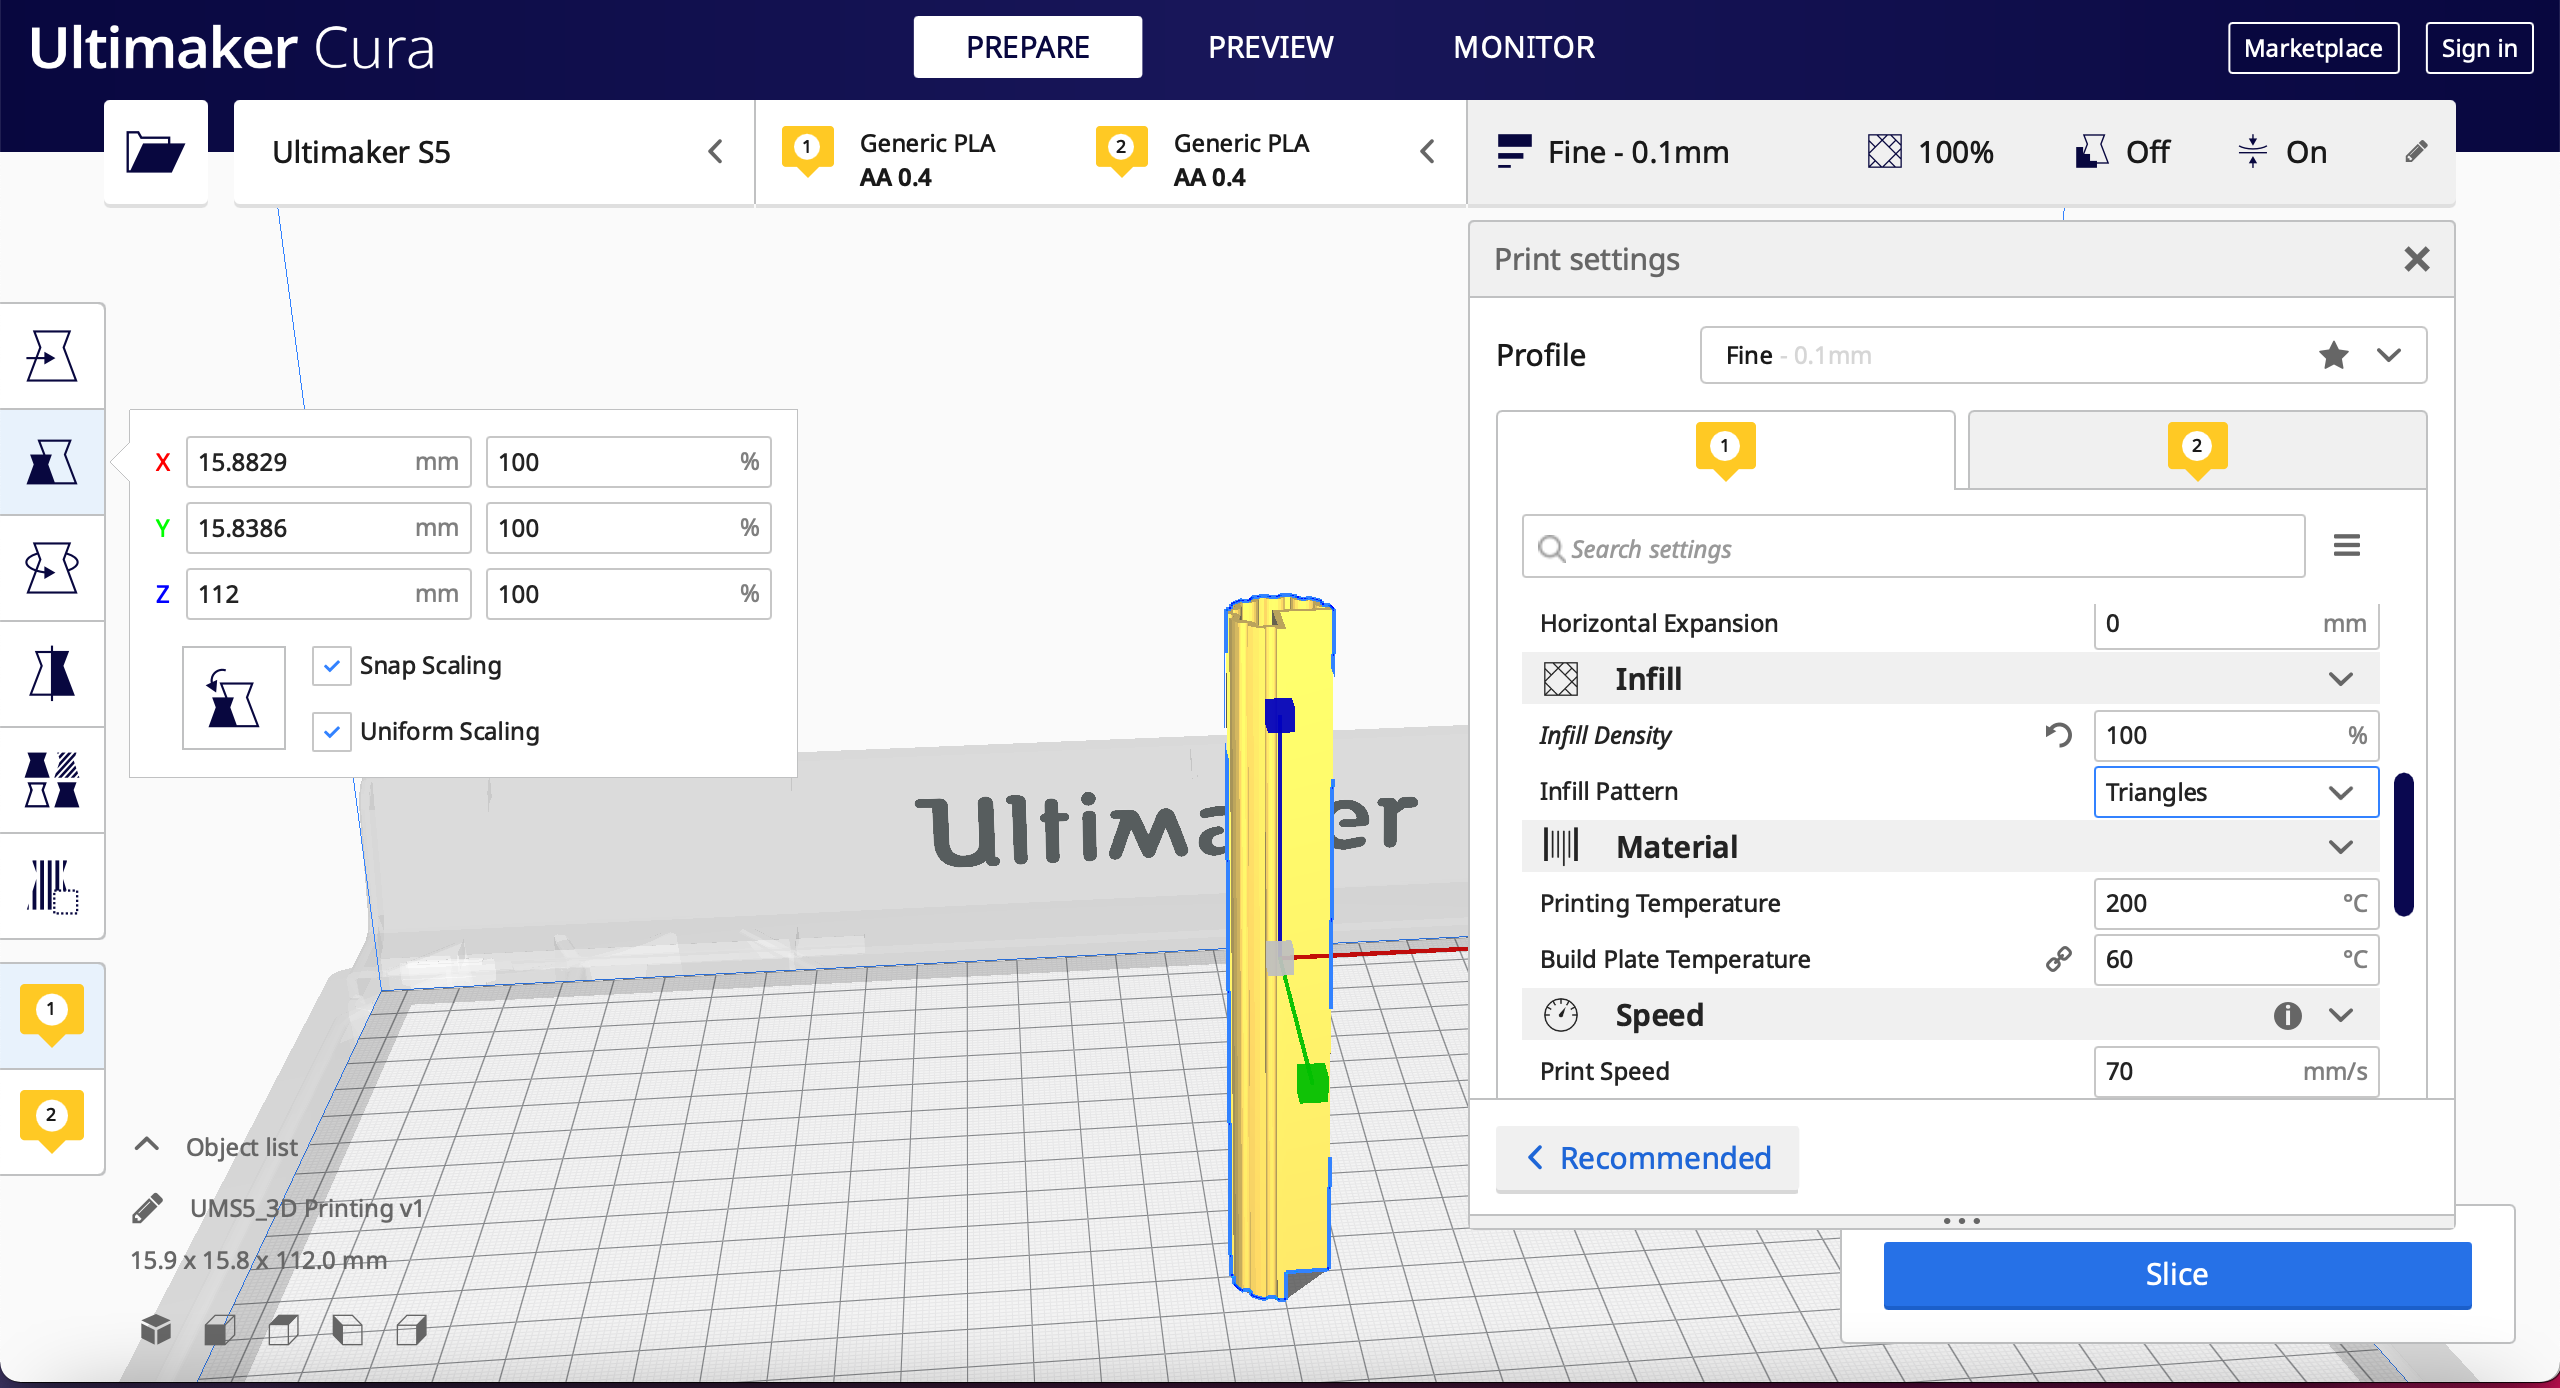 Ultimaker Cura
PREPARE
PREVIEW
MONITOR
Marketplace
Sign in
Ultimaker S5
1
Generic PLA
AA 0.4
2
Generic PLA
AA 0.4
Fine - 0.1mm
100%
Off
On
Print settings
Profile
Fine - 0.1mm
1
2
Search settings
Horizontal Expansion 0 mm
Infill
Infill Density 100 %
Infill Pattern Triangles
Material
Printing Temperature 200 °C
Build Plate Temperature 60 °C
Speed
Print Speed 70 mm/s
Recommended
Slice
X 15.8829 mm 100 %
Y 15.8386 mm 100 %
Z 112 mm 100 %
Snap Scaling
Uniform Scaling
Ultimaker
1
2
Object list
UMS5_3D Printing v1
15.9 x 15.8 x 112.0 mm